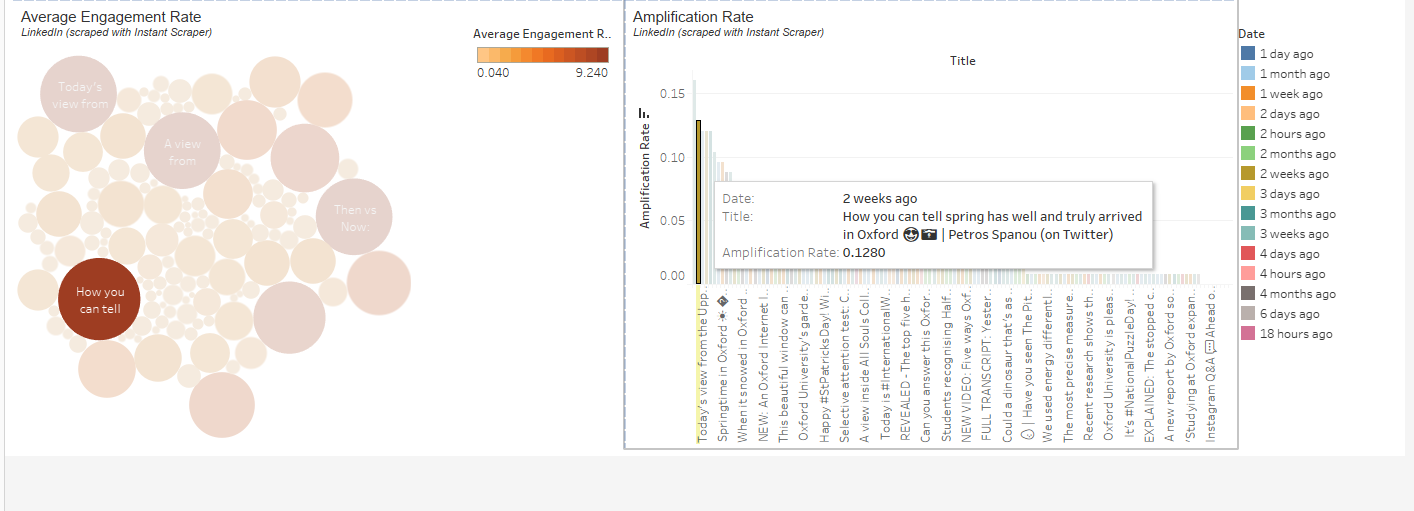 Average Engagement Rate
LinkedIn (scraped with Instant Scraper)
Average Engagement R..
0.040
9.240
Today's
view from
A view
from
Then vs
Now:
How you
can tell
Amplification Rate
LinkedIn (scraped with Instant Scraper)
Title
Amplification Rate
0.15
0.10
0.05
0.00
Date: 2 weeks ago
Title: How you can tell spring has well and truly arrived
in Oxford 😎📷 | Petros Spanou (on Twitter)
Amplification Rate: 0.1280
Today's view from the Upp..
Springtime in Oxford ☀ �
When it snowed in Oxford ..
NEW: An Oxford Internet I..
This beautiful window can ..
Oxford University's garde..
Happy #StPatricksDay! Wi..
Selective attention test: C..
A view inside All Souls Coll..
Today is #InternationalW..
REVEALED - The top five h..
Can you answer this Oxfor..
Students recognising Half..
NEW VIDEO: Five ways Oxf..
FULL TRANSCRIPT: Yester..
Could a dinosaur that's as..
| Have you seen The Pit..
We used energy differentl..
The most precise measure..
Recent research shows th..
Oxford University is pleas..
It's #NationalPuzzleDay!..
EXPLAINED: The stopped c..
A new report by Oxford so..
'Studying at Oxford expan..
Instagram Q&A 💬 Ahead o..
Date
1 day ago
1 month ago
1 week ago
2 days ago
2 hours ago
2 months ago
2 weeks ago
3 days ago
3 months ago
3 weeks ago
4 days ago
4 hours ago
4 months ago
6 days ago
18 hours ago